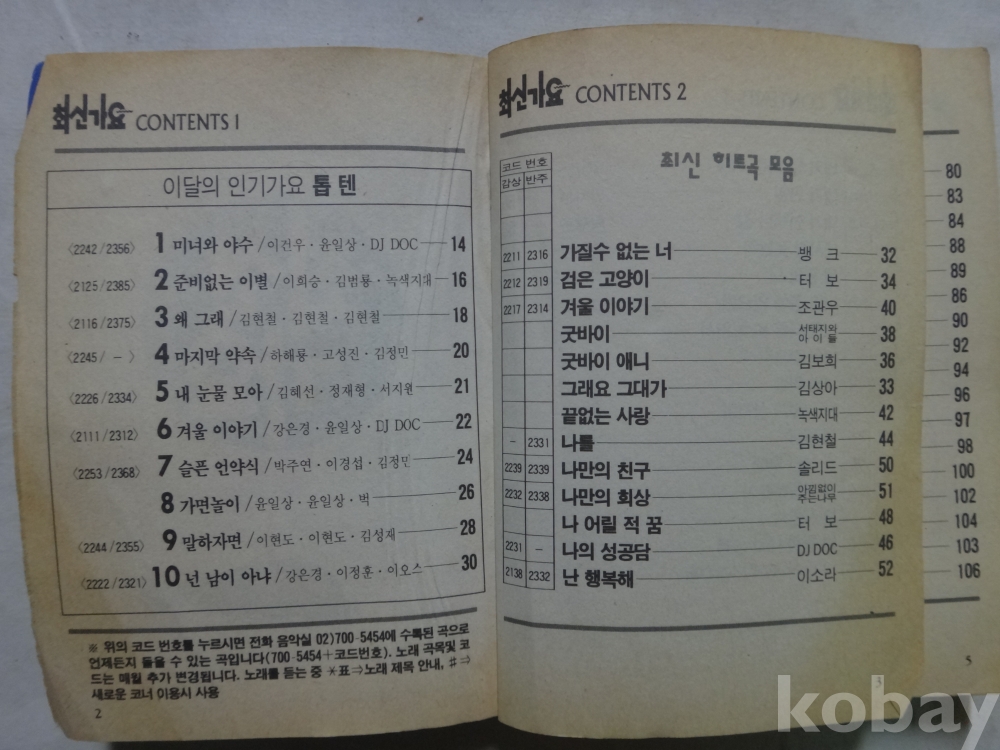 CONTENTS 1
이달의 인기가요 톱 텐
〈2242/2356〉 1 미녀와 야수/이건우·윤일상·DJ DOC 14
〈2125/2385〉 2 준비없는 이별/이희승·김범룡·녹색지대 16
〈2116/2375〉 3 왜 그래/김현철·김현철·김현철 18
〈2245/ - 〉 4 마지막 약속/하해룡·고성진·김정민 20
〈2226/2334〉 5 내 눈물 모아/김혜선·정재형·서지원 21
〈2111/2312〉 6 겨울 이야기/강은경·윤일상·DJ DOC 22
〈2253/2368〉 7 슬픈 언약식/박주연·이경섭·김정민 24
8 가면놀이/윤일상·윤일상·벅 26
〈2244/2355〉 9 말하자면/이현도·이현도·김성재 28
〈2222/2321〉 10 넌 남이 아냐/강은경·이정훈·이오스 30
※ 위의 코드 번호를 누르시면 전화 음악실 02)700-5454에 수록된 곡으로
언제든지 들을 수 있는 곡입니다(700-5454+코드번호). 노래 곡목및 코
드는 매월 추가 변경됩니다. 노래를 듣는 중 *표⇒노래 제목 안내, #⇒
새로운 코너 이용시 사용
2
CONTENTS 2
코드 번호
감상 반주
최신 히트곡 모음
2211 2316 가질수 없는 너 뱅크 32
2212 2319 검은 고양이 터보 34
2217 2314 겨울 이야기 조관우 40
굿바이 서태지와 아이들 38
굿바이 애니 김보희 36
그래요 그대가 김상아 33
끝없는 사랑 녹색지대 42
- 2331 나를 김현철 44
2239 2339 나만의 친구 솔리드 50
2232 2338 나만의 회상 아낌없이 주는나무 51
나 어릴 적 꿈 터보 48
2231 - 나의 성공담 DJ DOC 46
2138 2332 난 행복해 이소라 52
3
80
83
84
88
89
86
90
92
94
96
97
98
100
102
104
103
106
5
kobay